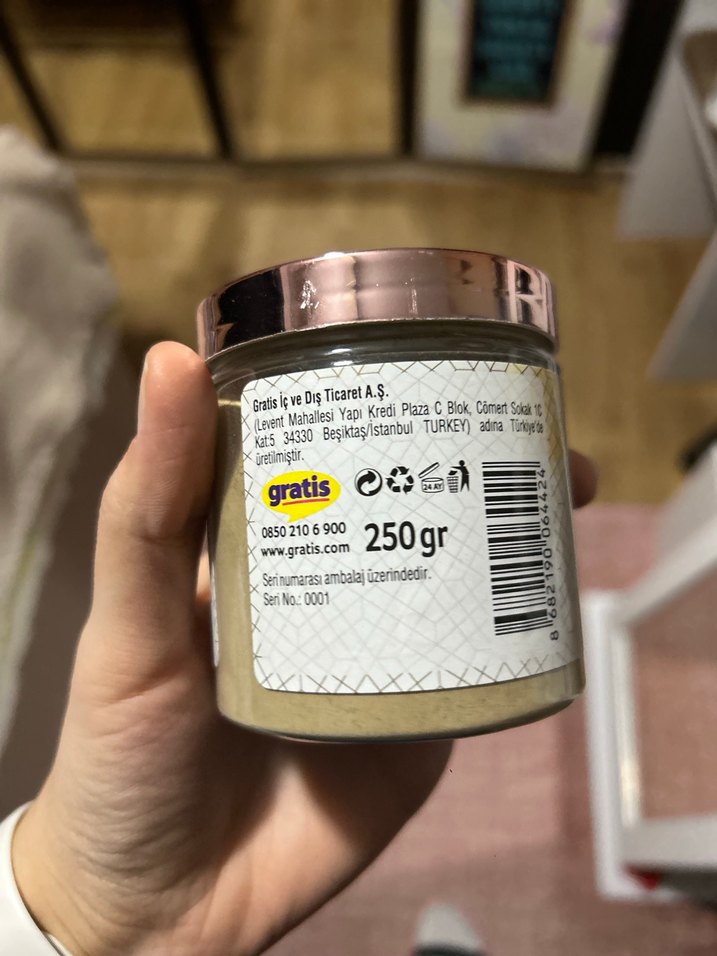 Gratis İç ve Dış Ticaret A.Ş.
(Levent Mahallesi Yapı Kredi Plaza C Blok, Cömert Sokak 1C
Kat:5 34330 Beşiktaş/İstanbul TURKEY) adına Türkiye'de
üretilmiştir.
gratis
24 AY
0850 210 6 900
www.gratis.com
250gr
Seri numarası ambalaj üzerindedir.
Seri No.: 0001
8 682190 064424